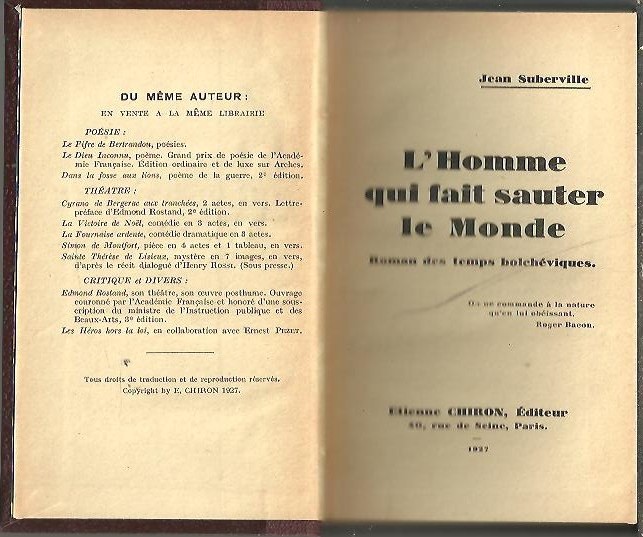 DU MÊME AUTEUR :
EN VENTE A LA MÊME LIBRAIRIE
POÉSIE :
Le Fifre de Bertrandou, poésies.
Le Dieu Inconnu, poème. Grand prix de poésie de l'Acadé-
mie Française. Édition ordinaire et de luxe sur Arches.
Dans la fosse aux lions, poème de la guerre, 2e édition.
THÉATRE :
Cyrano de Bergerac aux tranchées, 2 actes, en vers. Lettre-
préface d'Edmond Rostand, 2e édition.
La Victoire de Noël, comédie en 3 actes, en vers.
La Fournaise ardente, comédie dramatique en 3 actes.
Simon de Montfort, pièce en 4 actes et 1 tableau, en vers.
Sainte Thérèse de Lisieux, mystère en 7 images, en vers,
d'après le récit dialogué d'Henry Rossi. (Sous presse.)
CRITIQUE et DIVERS :
Edmond Rostand, son théâtre, son œuvre posthume. Ouvrage
couronné par l'Académie Française et honoré d'une sous-
cription du ministre de l'Instruction publique et des
Beaux-Arts, 3e édition.
Les Héros hors la loi, en collaboration avec Ernest Pezet.
Tous droits de traduction et de reproduction réservés.
Copyright by E. CHIRON 1927.
Jean Suberville
L'Homme
qui fait sauter
le Monde
Roman des temps bolchéviques.
On ne commande à la nature
qu'en lui obéissant.
Roger Bacon.
Etienne CHIRON, Éditeur
40, rue de Seine, Paris.
1927